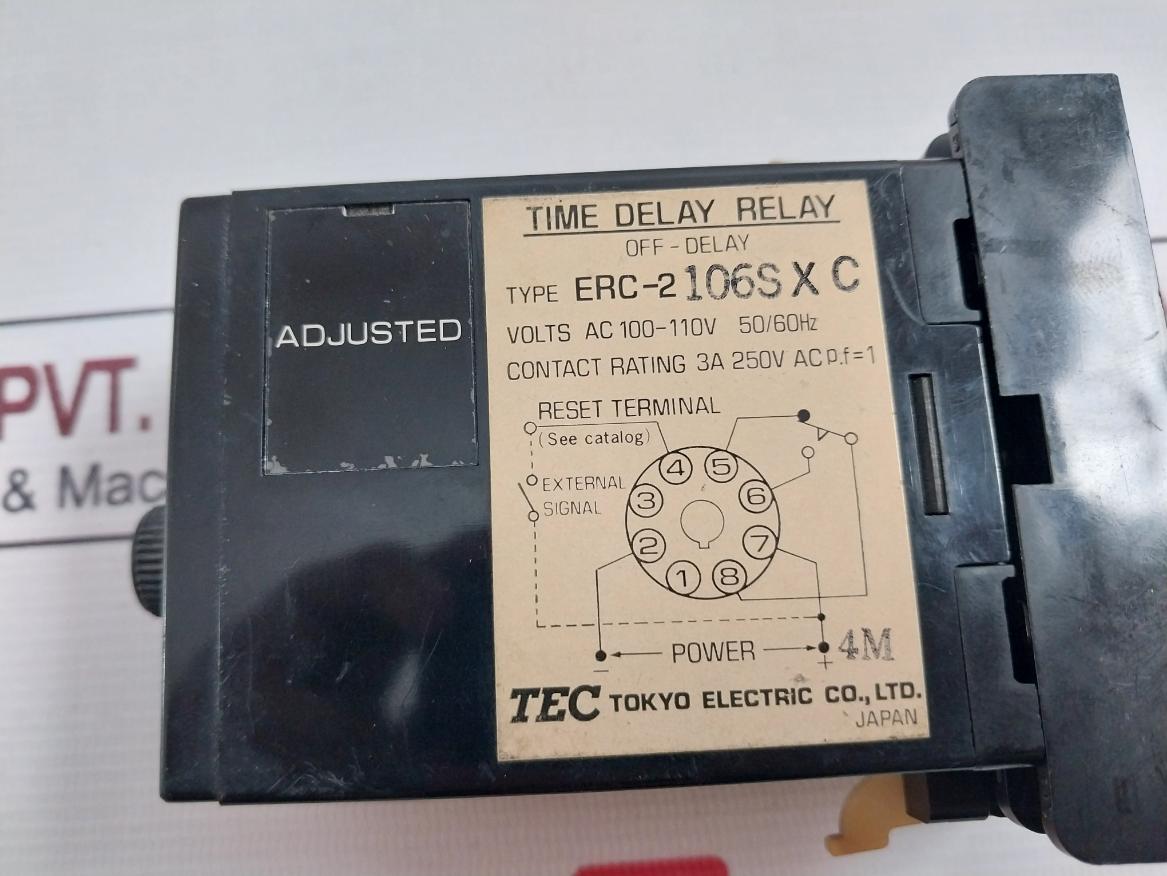 PVT.
& Mac
ADJUSTED
TIME DELAY RELAY
OFF-DELAY
TYPE ERC-2 106S X C
VOLTS AC 100-110V 50/60Hz
CONTACT RATING 3A 250V AC p.f=1
RESET TERMINAL
(See catalog)
EXTERNAL
SIGNAL
4 5
3 6
2 7
1 8
POWER
- +
4M
TEC TOKYO ELECTRIC CO., LTD.
JAPAN